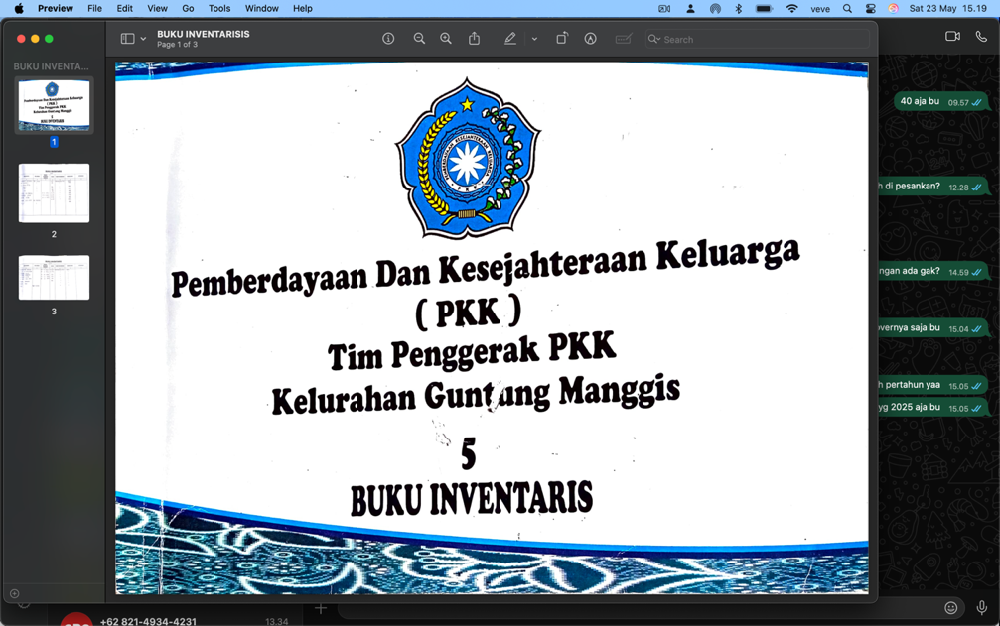 Preview File Edit View Go Tools Window Help veve Sat 23 May 15.19
BUKU INVENTARISIS
Page 1 of 3
Search
BUKU INVENTA...
1
2
3
PEMBERDAYAAN KESEJAHTERAAN KELUARGA
P K K
Pemberdayaan Dan Kesejahteraan Keluarga
( PKK )
Tim Penggerak PKK
Kelurahan Guntung Manggis
5
BUKU INVENTARIS
40 aja bu 09.57
h di pesankan? 12.28
ngan ada gak? 14.59
vernya saja bu 15.04
h pertahun yaa 15.05
yg 2025 aja bu 15.05
+62 821-4934-4231 13.34